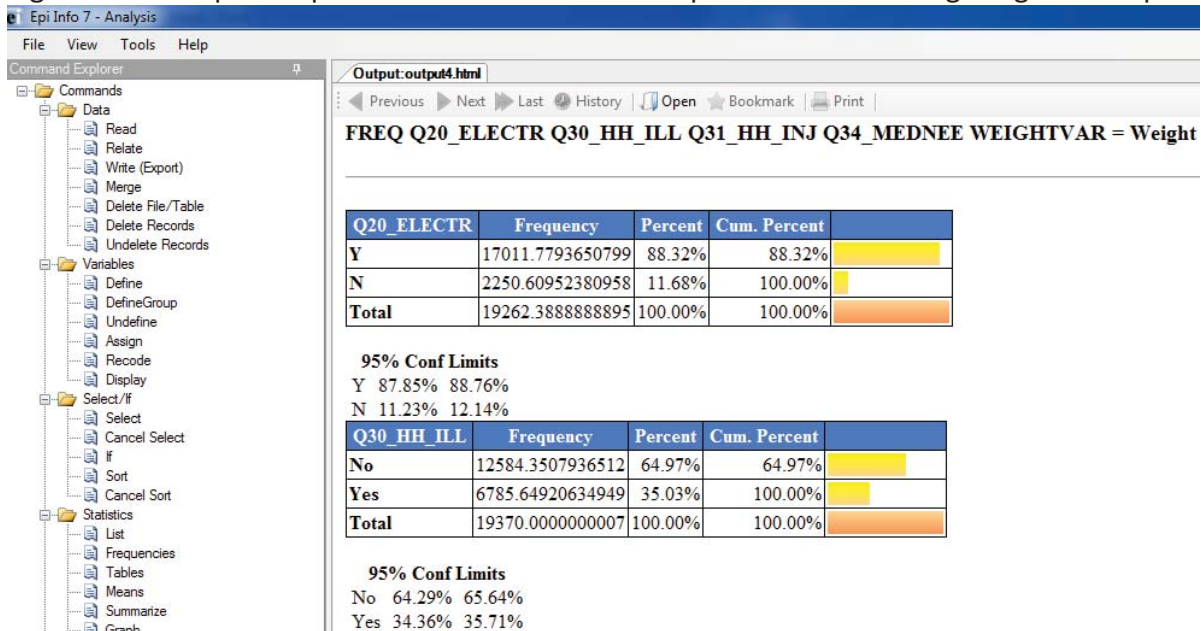 Epi Info 7 - Analysis
File View Tools Help
Command Explorer
Commands
Data
Read
Relate
Write (Export)
Merge
Delete File/Table
Delete Records
Undelete Records
Variables
Define
DefineGroup
Undefine
Assign
Recode
Display
Select/If
Select
Cancel Select
If
Sort
Cancel Sort
Statistics
List
Frequencies
Tables
Means
Summarize
Graph
Output:output4.html
Previous Next Last History Open Bookmark Print
FREQ Q20_ELECTR Q30_HH_ILL Q31_HH_INJ Q34_MEDNEE WEIGHTVAR = Weight
Q20_ELECTR Frequency Percent Cum. Percent
Y 17011.7793650799 88.32% 88.32%
N 2250.60952380958 11.68% 100.00%
Total 19262.3888888895 100.00% 100.00%
95% Conf Limits
Y 87.85% 88.76%
N 11.23% 12.14%
Q30_HH_ILL Frequency Percent Cum. Percent
No 12584.3507936512 64.97% 64.97%
Yes 6785.64920634949 35.03% 100.00%
Total 19370.0000000007 100.00% 100.00%
95% Conf Limits
No 64.29% 65.64%
Yes 34.36% 35.71%